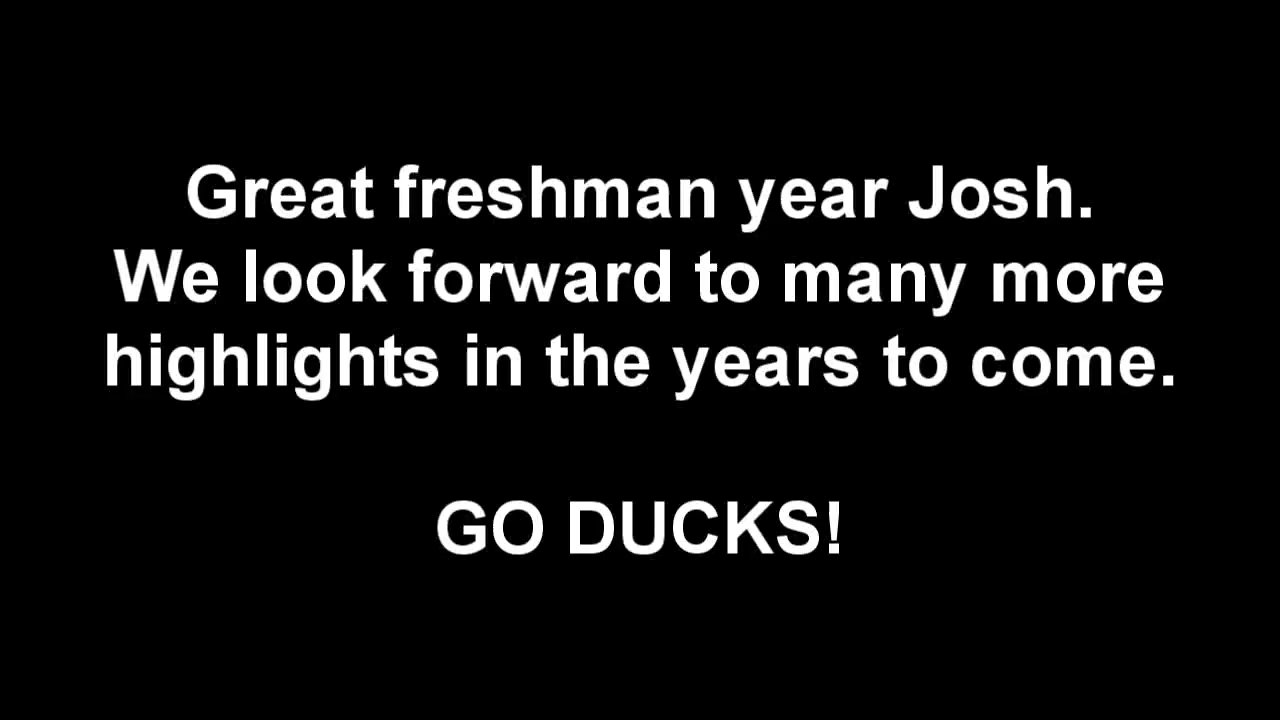 Great freshman year Josh.
We look forward to many more
highlights in the years to come.
GO DUCKS!